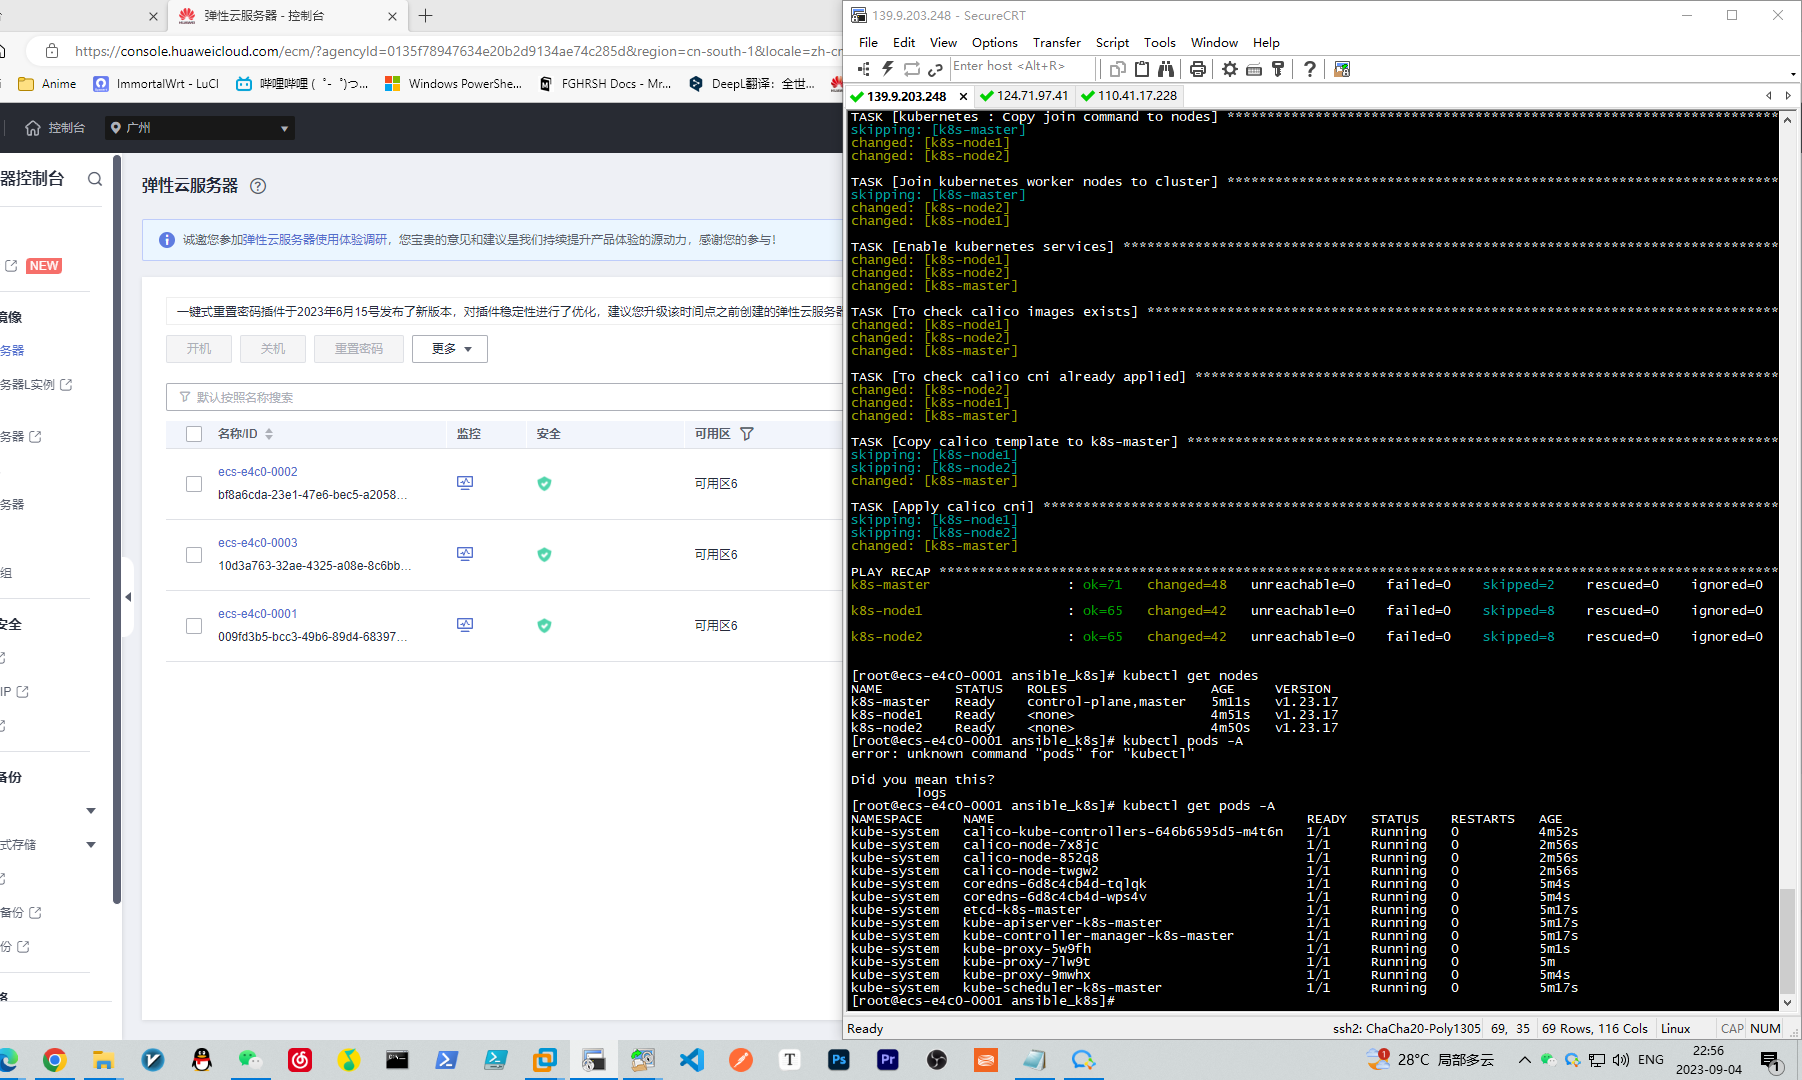 弹性云服务器 - 控制台
https://console.huaweicloud.com/ecm/?agencyId=0135f78947634e20b2d9134ae74c285d&region=cn-south-1&locale=zh-cn
Anime
ImmortalWrt - LuCI
哔哩哔哩 (゜-゜)つ...
Windows PowerShe...
FGHRSH Docs - Mr...
DeepL翻译：全世...
控制台
广州
器控制台
NEW
镜像
务器
务器L实例
务器
务器
组
安全
IP
备份
式存储
备份
份
弹性云服务器
诚邀您参加弹性云服务器使用体验调研，您宝贵的意见和建议是我们持续提升产品体验的源动力，感谢您的参与！
一键式重置密码插件于2023年6月15号发布了新版本，对插件稳定性进行了优化，建议您升级该时间点之前创建的弹性云服务器
开机 关机 重置密码 更多
默认按照名称搜索
名称/ID 监控 安全 可用区
ecs-e4c0-0002
bf8a6cda-23e1-47e6-bec5-a2058... 可用区6
ecs-e4c0-0003
10d3a763-32ae-4325-a08e-8c6bb... 可用区6
ecs-e4c0-0001
009fd3b5-bcc3-49b6-89d4-68397... 可用区6
139.9.203.248 - SecureCRT
File Edit View Options Transfer Script Tools Window Help
Enter host <Alt+R>
139.9.203.248 124.71.97.41 110.41.17.228
TASK [kubernetes : Copy join command to nodes] *********************************************************************
skipping: [k8s-master]
changed: [k8s-node1]
changed: [k8s-node2]
TASK [Join kubernetes worker nodes to cluster] *********************************************************************
skipping: [k8s-master]
changed: [k8s-node2]
changed: [k8s-node1]
TASK [Enable kubernetes services] **********************************************************************************
changed: [k8s-node1]
changed: [k8s-node2]
changed: [k8s-master]
TASK [To check calico images exists] *******************************************************************************
changed: [k8s-node1]
changed: [k8s-node2]
changed: [k8s-master]
TASK [To check calico cni already applied] *************************************************************************
changed: [k8s-node2]
changed: [k8s-node1]
changed: [k8s-master]
TASK [Copy calico template to k8s-master] **************************************************************************
skipping: [k8s-node1]
skipping: [k8s-node2]
changed: [k8s-master]
TASK [Apply calico cni] ********************************************************************************************
skipping: [k8s-node1]
skipping: [k8s-node2]
changed: [k8s-master]
PLAY RECAP *********************************************************************************************************
k8s-master : ok=71 changed=48 unreachable=0 failed=0 skipped=2 rescued=0 ignored=0
k8s-node1 : ok=65 changed=42 unreachable=0 failed=0 skipped=8 rescued=0 ignored=0
k8s-node2 : ok=65 changed=42 unreachable=0 failed=0 skipped=8 rescued=0 ignored=0
[root@ecs-e4c0-0001 ansible_k8s]# kubectl get nodes
NAME STATUS ROLES AGE VERSION
k8s-master Ready control-plane,master 5m11s v1.23.17
k8s-node1 Ready <none> 4m51s v1.23.17
k8s-node2 Ready <none> 4m50s v1.23.17
[root@ecs-e4c0-0001 ansible_k8s]# kubectl pods -A
error: unknown command "pods" for "kubectl"
Did you mean this?
logs
[root@ecs-e4c0-0001 ansible_k8s]# kubectl get pods -A
NAMESPACE NAME READY STATUS RESTARTS AGE
kube-system calico-kube-controllers-646b6595d5-m4t6n 1/1 Running 0 4m52s
kube-system calico-node-7x8jc 1/1 Running 0 2m56s
kube-system calico-node-852q8 1/1 Running 0 2m56s
kube-system calico-node-twgw2 1/1 Running 0 2m56s
kube-system coredns-6d8c4cb4d-tqlqk 1/1 Running 0 5m4s
kube-system coredns-6d8c4cb4d-wps4v 1/1 Running 0 5m4s
kube-system etcd-k8s-master 1/1 Running 0 5m17s
kube-system kube-apiserver-k8s-master 1/1 Running 0 5m17s
kube-system kube-controller-manager-k8s-master 1/1 Running 0 5m17s
kube-system kube-proxy-5w9fh 1/1 Running 0 5m1s
kube-system kube-proxy-7lw9t 1/1 Running 0 5m
kube-system kube-proxy-9mwhx 1/1 Running 0 5m4s
kube-system kube-scheduler-k8s-master 1/1 Running 0 5m17s
[root@ecs-e4c0-0001 ansible_k8s]#
Ready ssh2: ChaCha20-Poly1305 69, 35 69 Rows, 116 Cols Linux CAP NUM
28°C 局部多云 ENG 22:56
2023-09-04